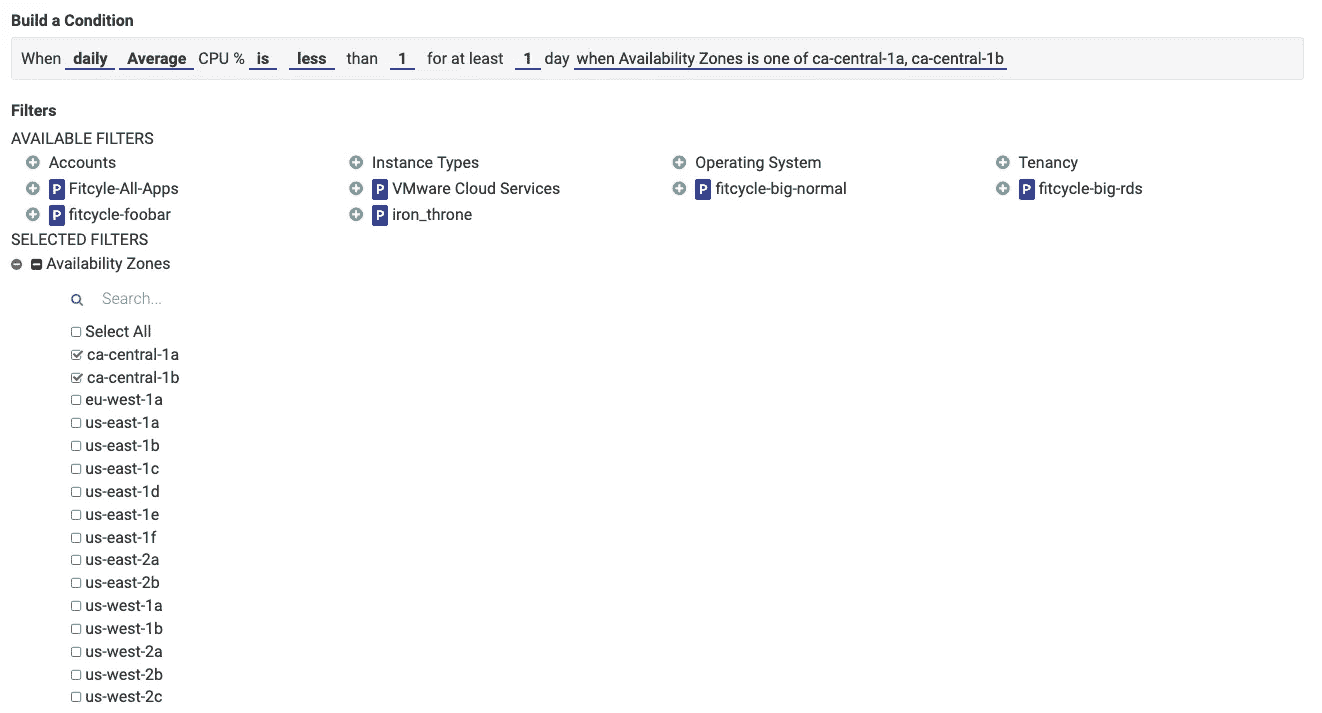 Build a Condition
When daily Average CPU % is less than 1 for at least 1 day when Availability Zones is one of ca-central-1a, ca-central-1b
Filters
AVAILABLE FILTERS
Accounts Instance Types Operating System Tenancy
P Fitcyle-All-Apps P VMware Cloud Services P fitcycle-big-normal P fitcycle-big-rds
P fitcycle-foobar P iron_throne
SELECTED FILTERS
Availability Zones
Search...
Select All
ca-central-1a
ca-central-1b
eu-west-1a
us-east-1a
us-east-1b
us-east-1c
us-east-1d
us-east-1e
us-east-1f
us-east-2a
us-east-2b
us-west-1a
us-west-1b
us-west-2a
us-west-2b
us-west-2c